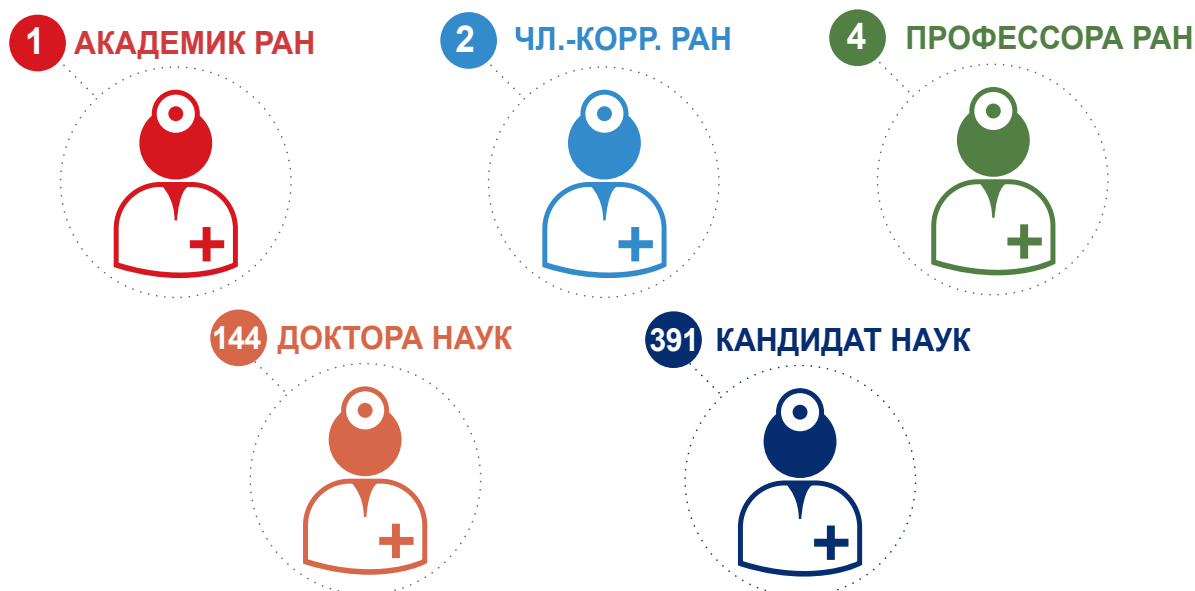 1 АКАДЕМИК РАН
2 ЧЛ.-КОРР. РАН
4 ПРОФЕССОРА РАН
144 ДОКТОРА НАУК
391 КАНДИДАТ НАУК